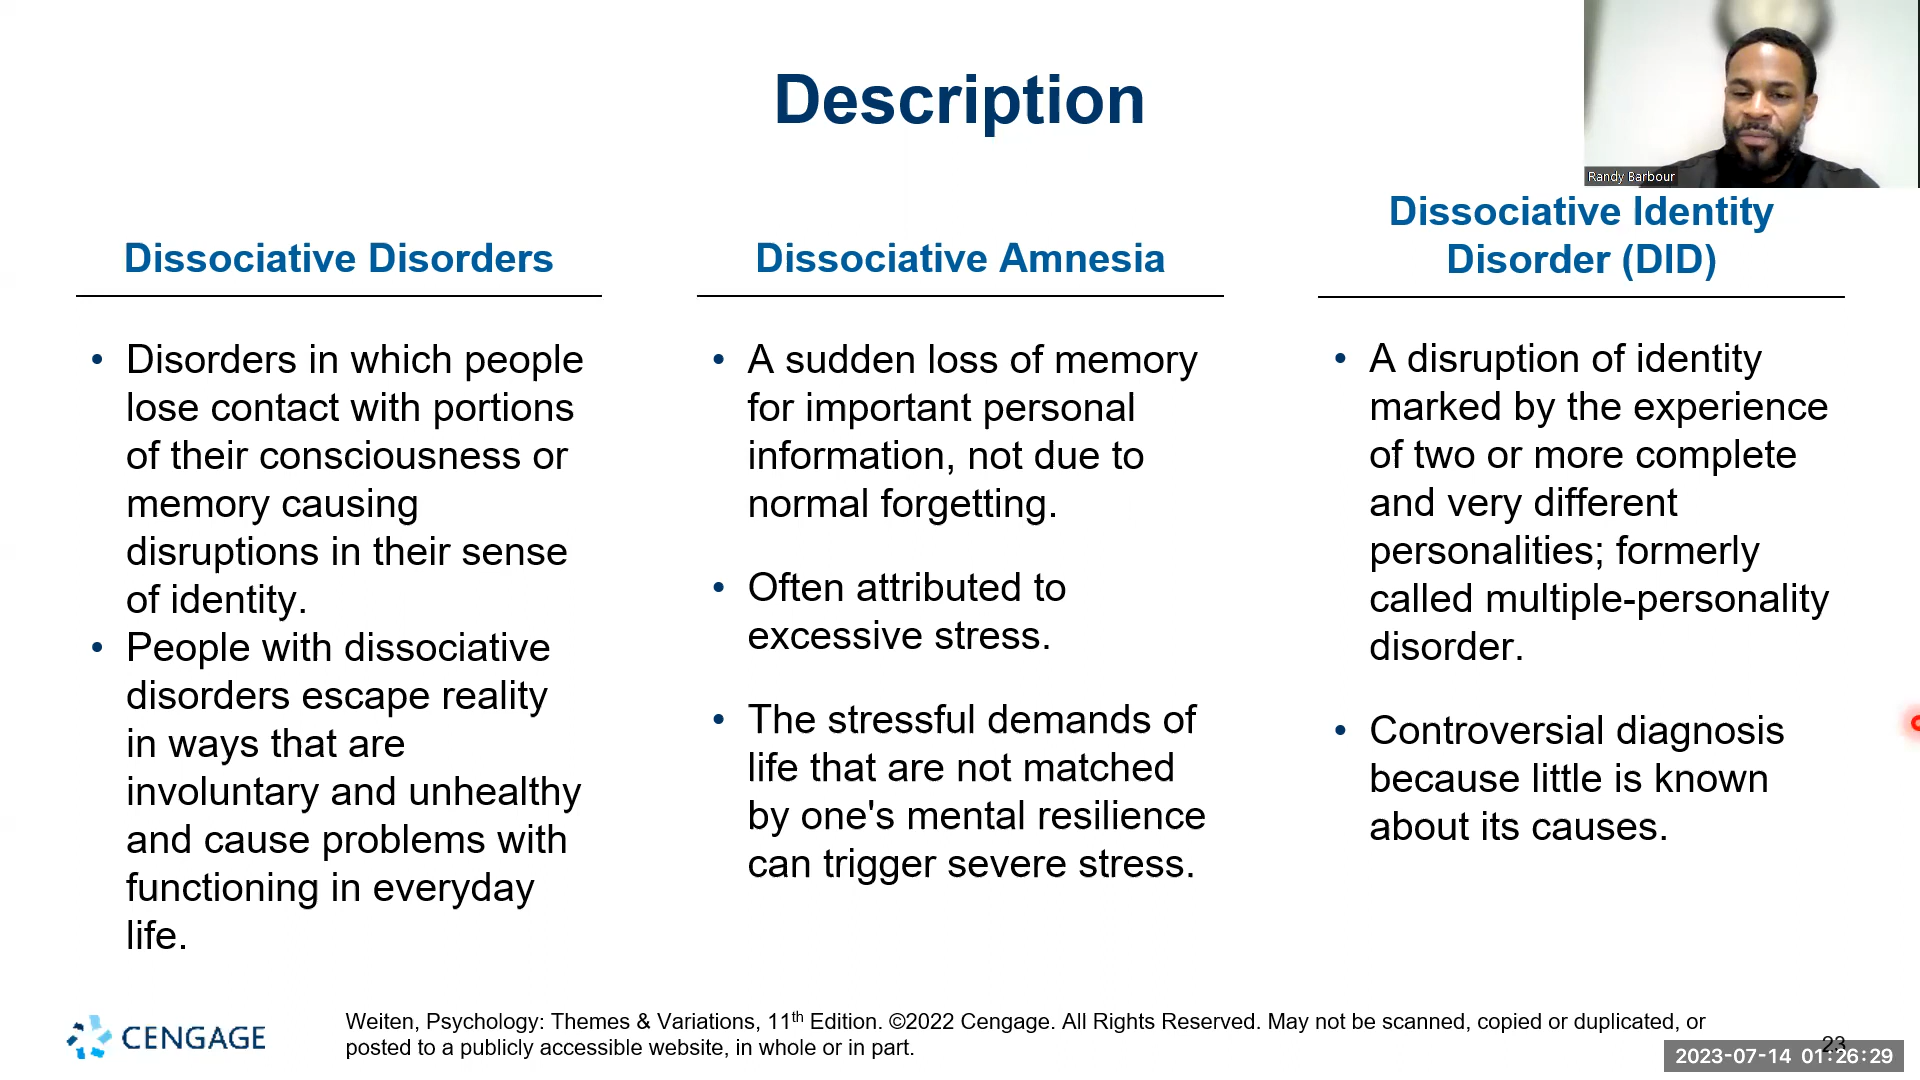 Description
Randy Barbour
Dissociative Disorders
• Disorders in which people
lose contact with portions
of their consciousness or
memory causing
disruptions in their sense
of identity.
• People with dissociative
disorders escape reality
in ways that are
involuntary and unhealthy
and cause problems with
functioning in everyday
life.
Dissociative Amnesia
• A sudden loss of memory
for important personal
information, not due to
normal forgetting.
• Often attributed to
excessive stress.
• The stressful demands of
life that are not matched
by one's mental resilience
can trigger severe stress.
Dissociative Identity
Disorder (DID)
• A disruption of identity
marked by the experience
of two or more complete
and very different
personalities; formerly
called multiple-personality
disorder.
• Controversial diagnosis
because little is known
about its causes.
CENGAGE
Weiten, Psychology: Themes & Variations, 11th Edition. ©2022 Cengage. All Rights Reserved. May not be scanned, copied or duplicated, or
posted to a publicly accessible website, in whole or in part.
23
2023-07-14 01:26:29